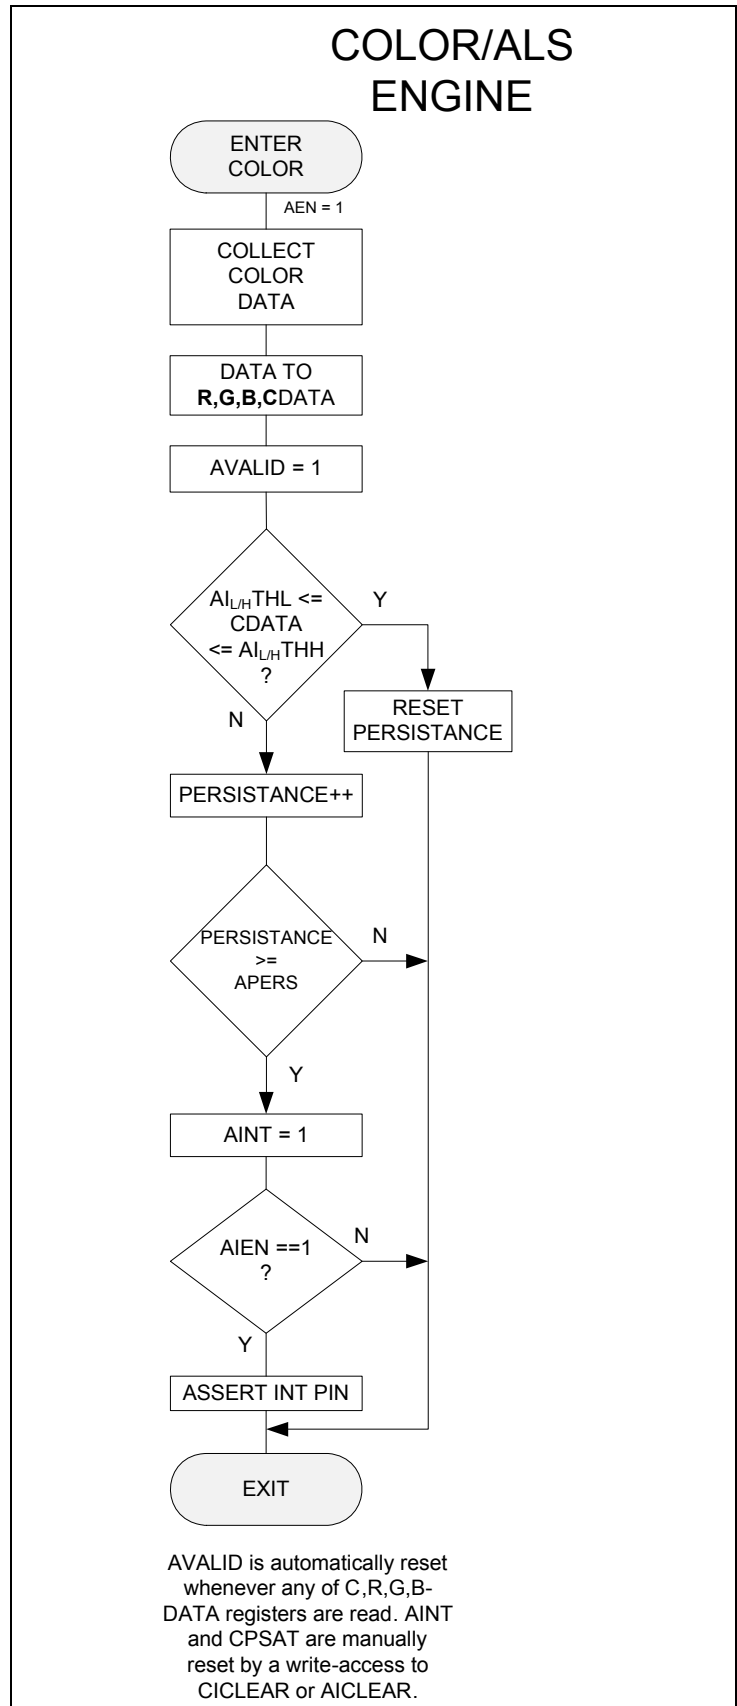 COLOR/ALS
ENGINE
ENTER
COLOR
AEN = 1
COLLECT
COLOR
DATA
DATA TO
R,G,B,CDATA
AVALID = 1
AIL/HTHL <=
CDATA
<= AIL/HTHH
?
Y
N
RESET
PERSISTANCE
PERSISTANCE++
PERSISTANCE
>=
APERS
N
Y
AINT = 1
AIEN ==1
?
N
Y
ASSERT INT PIN
EXIT
AVALID is automatically reset
whenever any of C,R,G,B-
DATA registers are read. AINT
and CPSAT are manually
reset by a write-access to
CICLEAR or AICLEAR.